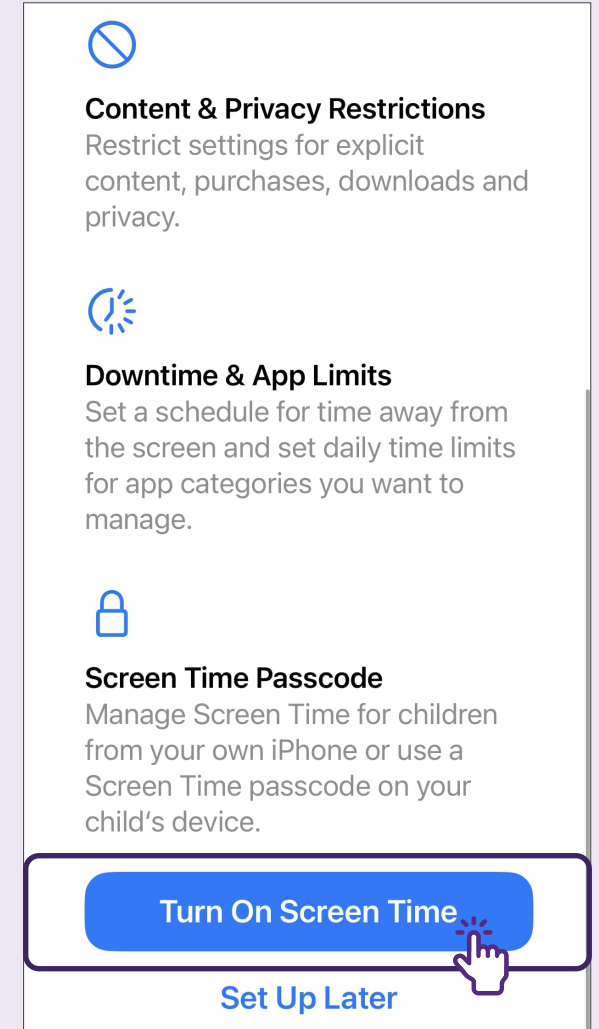 Content & Privacy Restrictions
Restrict settings for explicit
content, purchases, downloads and
privacy.
Downtime & App Limits
Set a schedule for time away from
the screen and set daily time limits
for app categories you want to
manage.
Screen Time Passcode
Manage Screen Time for children
from your own iPhone or use a
Screen Time passcode on your
child‘s device.
Turn On Screen Time
Set Up Later